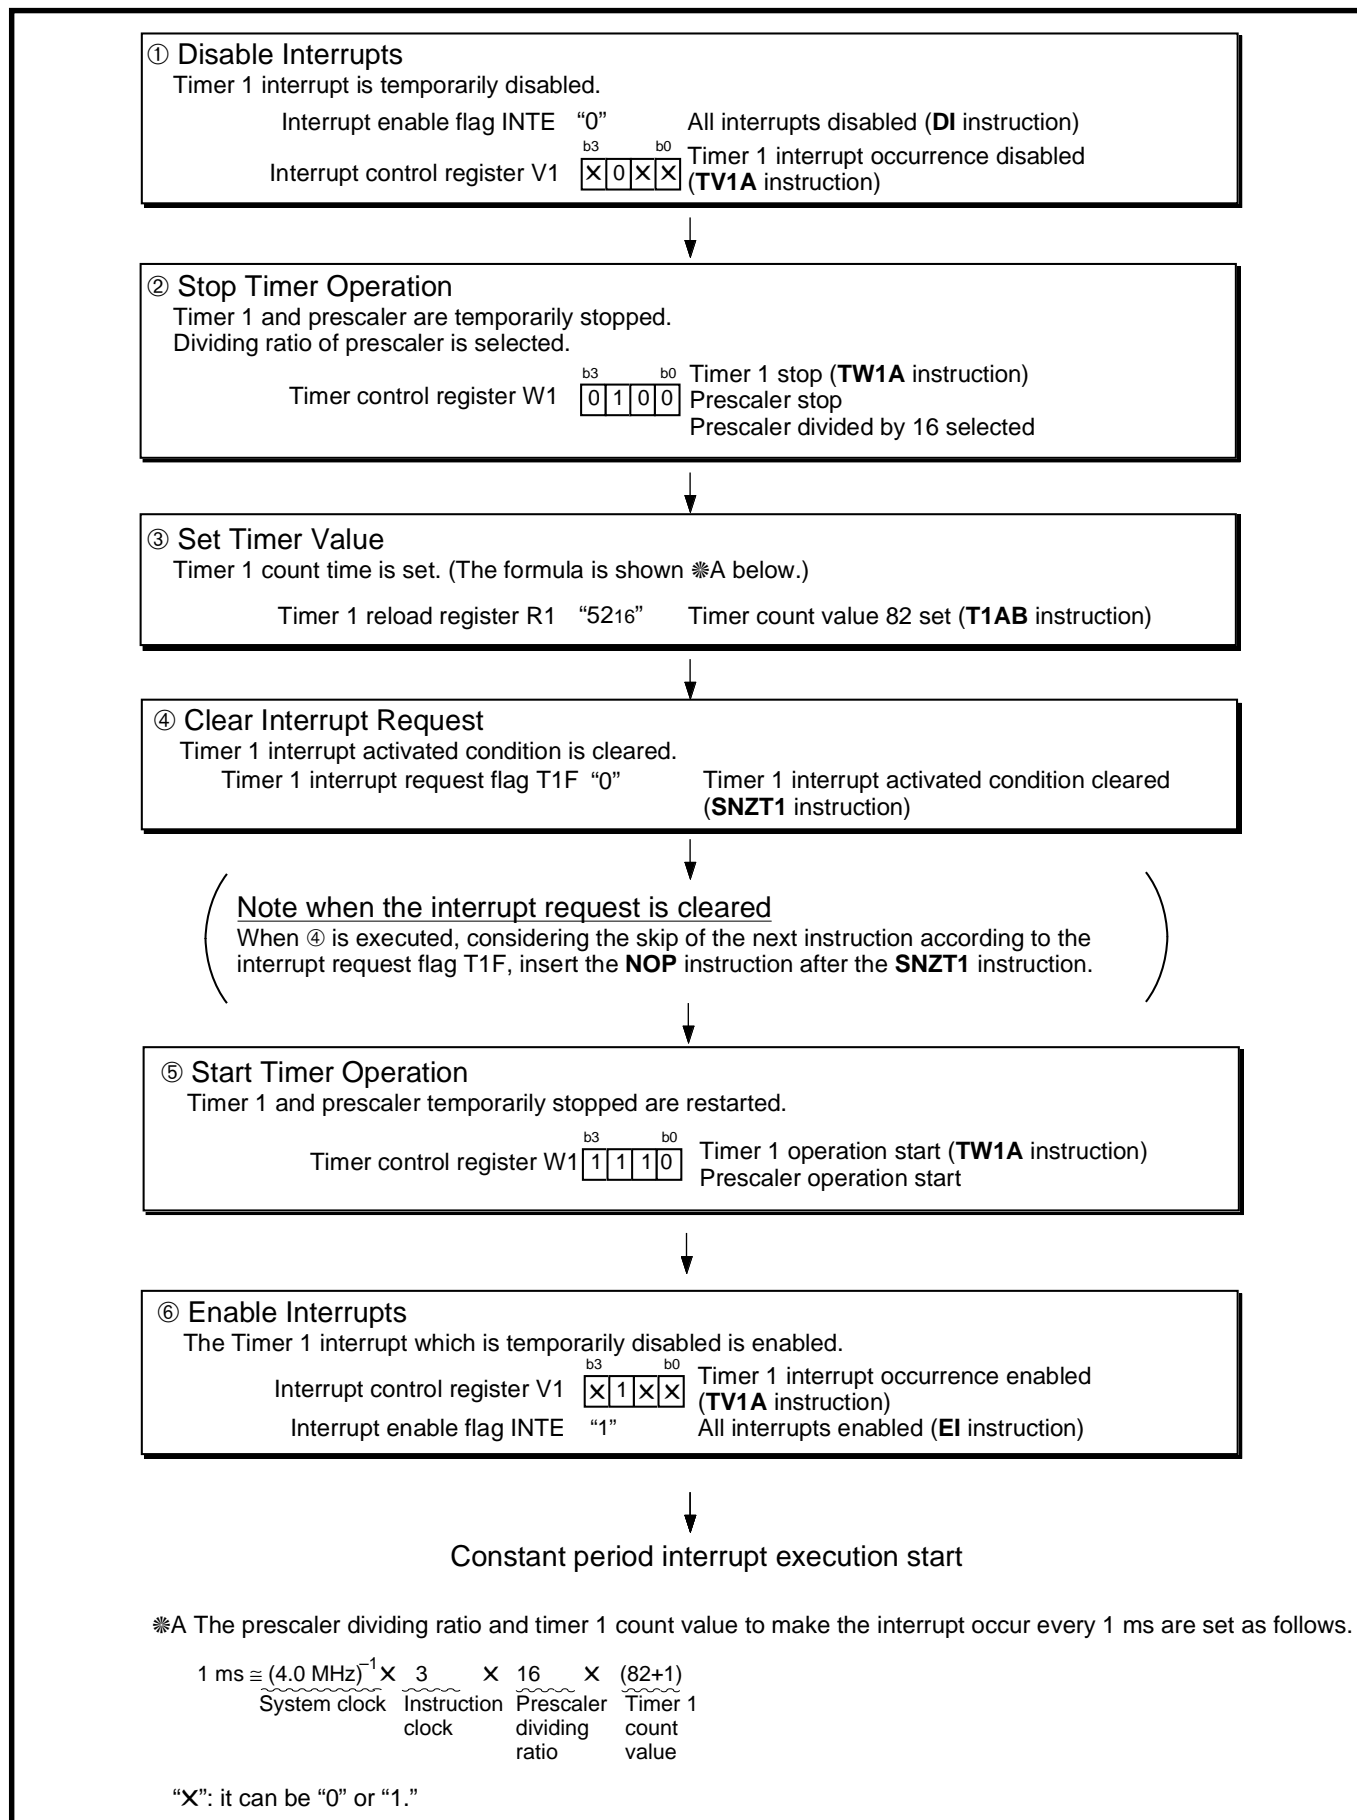 ① Disable Interrupts
Timer 1 interrupt is temporarily disabled.
Interrupt enable flag INTE “0” All interrupts disabled (DI instruction)
b3 b0
Interrupt control register V1 ✕ 0 ✕ ✕ Timer 1 interrupt occurrence disabled
(TV1A instruction)
② Stop Timer Operation
Timer 1 and prescaler are temporarily stopped.
Dividing ratio of prescaler is selected.
b3 b0
Timer 1 stop (TW1A instruction)
Timer control register W1 0 1 0 0 Prescaler stop
Prescaler divided by 16 selected
③ Set Timer Value
Timer 1 count time is set. (The formula is shown ❊A below.)
Timer 1 reload register R1 “5216” Timer count value 82 set (T1AB instruction)
④ Clear Interrupt Request
Timer 1 interrupt activated condition is cleared.
Timer 1 interrupt request flag T1F “0” Timer 1 interrupt activated condition cleared
(SNZT1 instruction)
Note when the interrupt request is cleared
When ④ is executed, considering the skip of the next instruction according to the
interrupt request flag T1F, insert the NOP instruction after the SNZT1 instruction.
⑤ Start Timer Operation
Timer 1 and prescaler temporarily stopped are restarted.
b3 b0
Timer control register W1 1 1 1 0 Timer 1 operation start (TW1A instruction)
Prescaler operation start
⑥ Enable Interrupts
The Timer 1 interrupt which is temporarily disabled is enabled.
b3 b0
Interrupt control register V1 ✕ 1 ✕ ✕ Timer 1 interrupt occurrence enabled
(TV1A instruction)
Interrupt enable flag INTE “1” All interrupts enabled (EI instruction)
Constant period interrupt execution start
❊A The prescaler dividing ratio and timer 1 count value to make the interrupt occur every 1 ms are set as follows.
1 ms ≅ (4.0 MHz)–1 ✕ 3 ✕ 16 ✕ (82+1)
System clock Instruction Prescaler Timer 1
clock dividing count
ratio value
“✕”: it can be “0” or “1.”